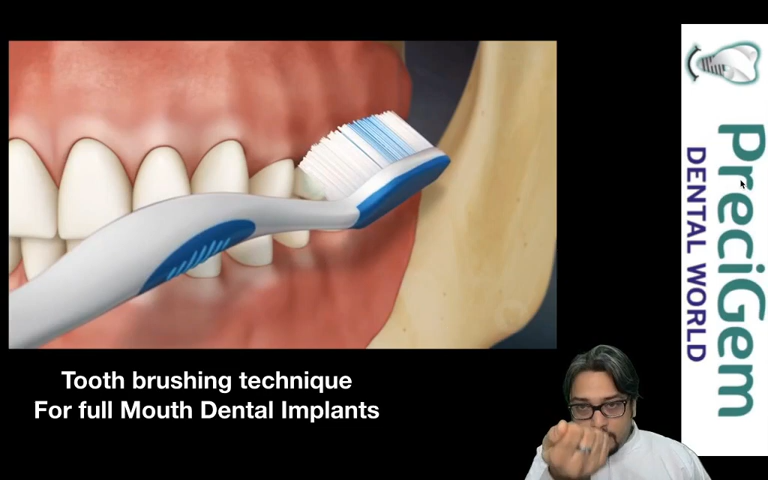 Tooth brushing technique
For full Mouth Dental Implants
PreciGem
DENTAL WORLD